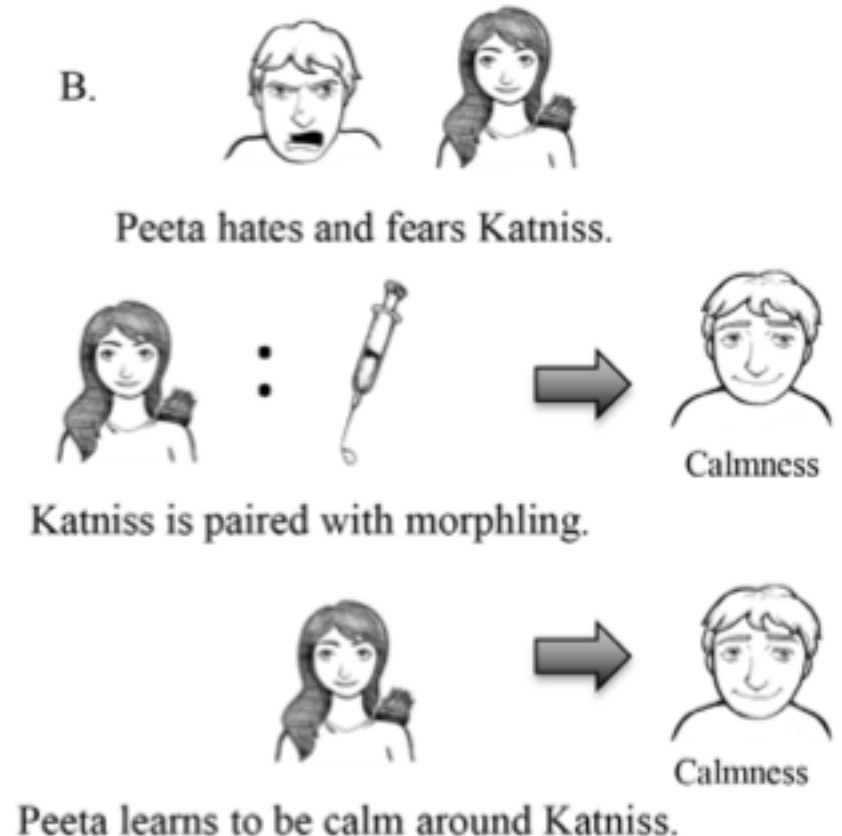 B.
Peeta hates and fears Katniss.
:
Calmness
Katniss is paired with morphling.
Calmness
Peeta learns to be calm around Katniss.